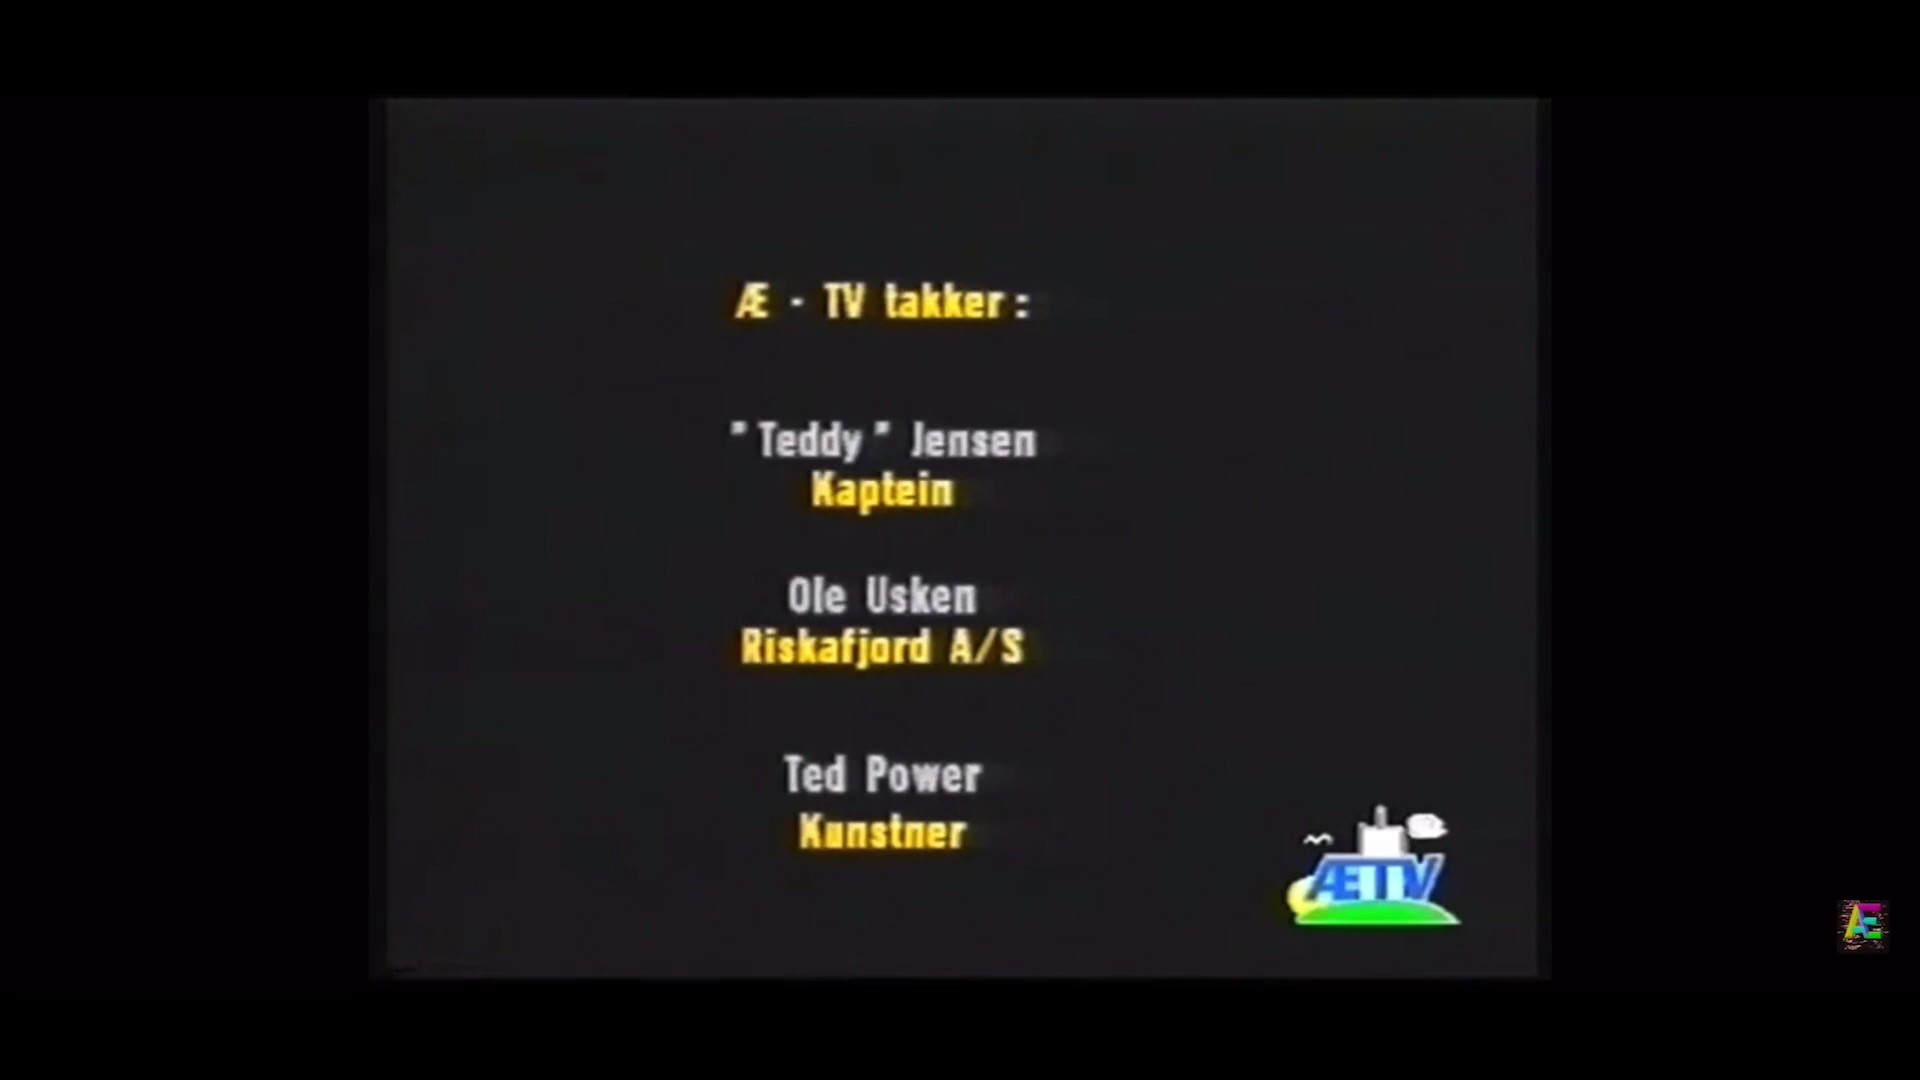 Æ - TV takker :
"Teddy" Jensen
Kaptein
Ole Usken
Riskafjord A/S
Ted Power
Kunstner
ÆTV
Æ